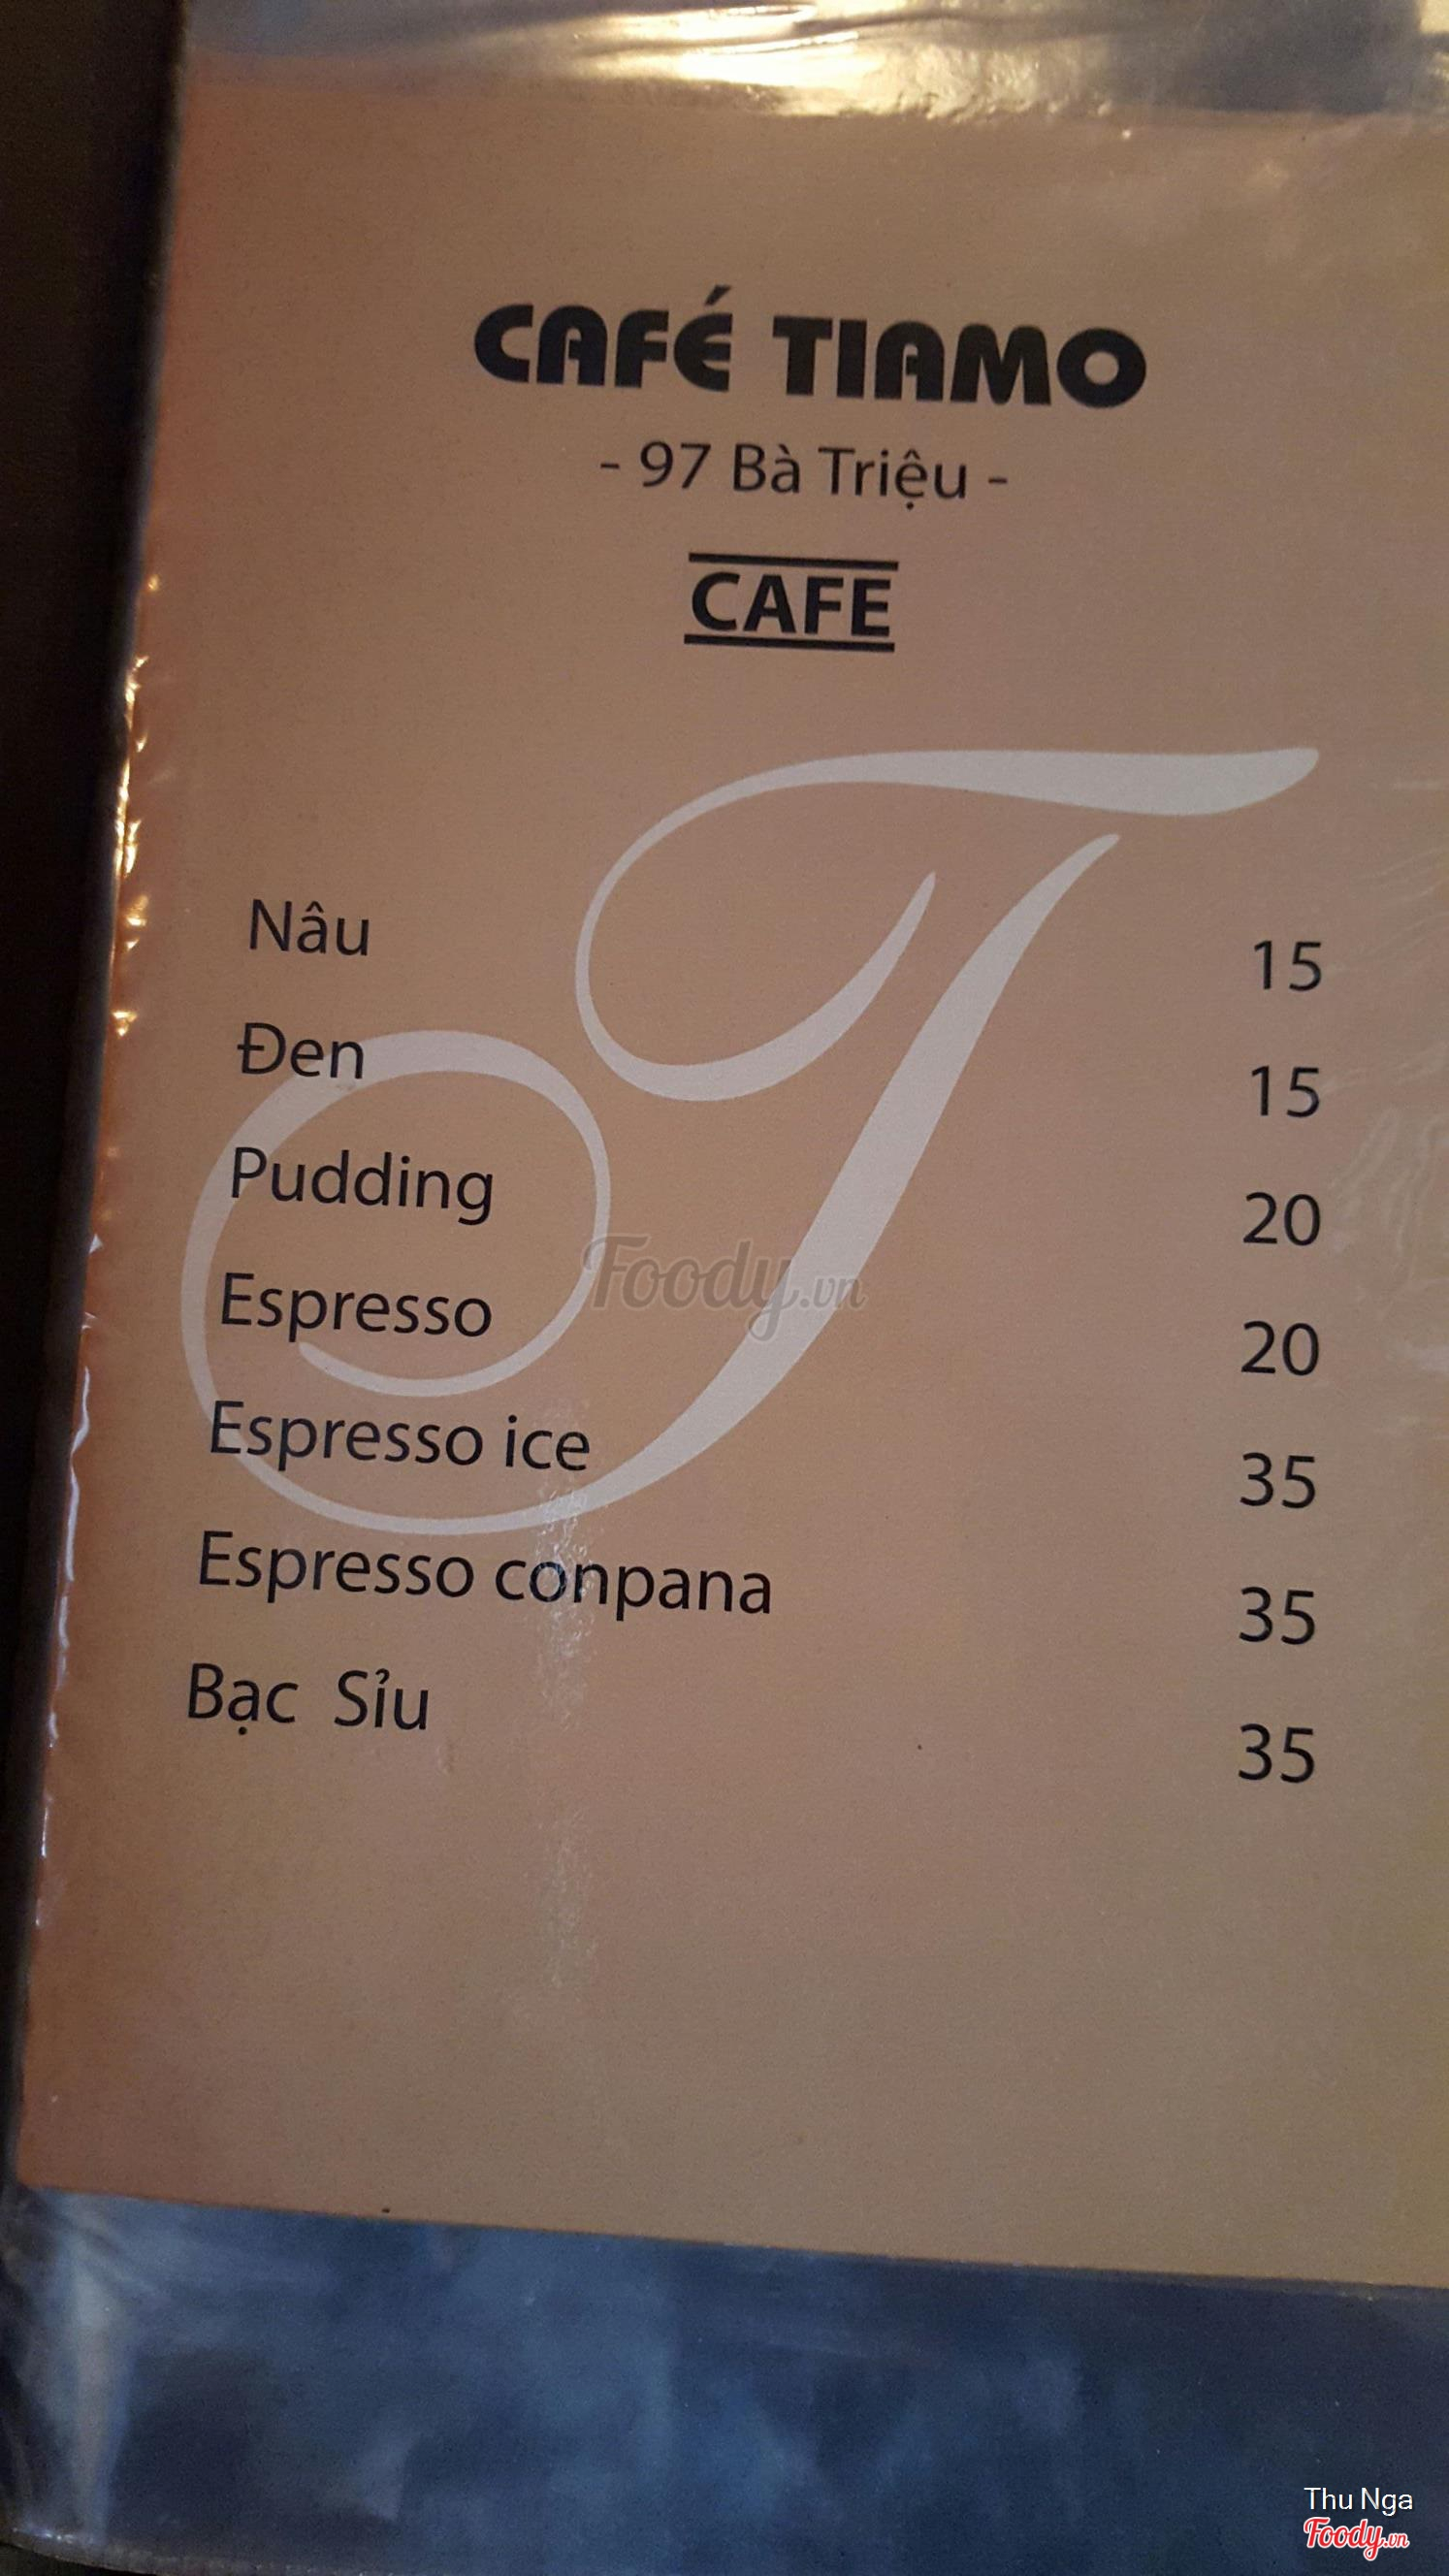 CAFÉ TIAMO
- 97 Bà Triệu -
CAFE
Nâu 15
Đen 15
Pudding 20
Espresso 20
Espresso ice 35
Espresso conpana 35
Bạc Sỉu 35
Foody.vn
Thu Nga
Foody.vn